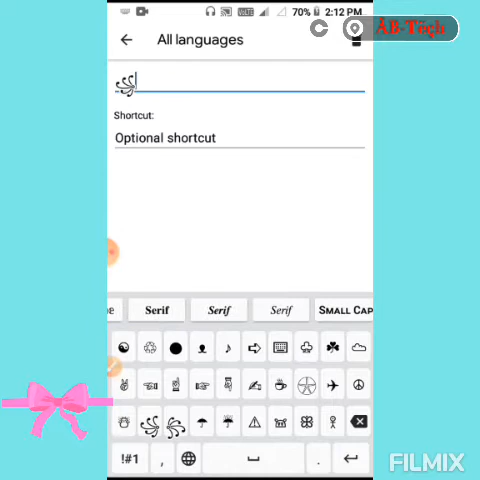 70% 2:12 PM
AB-Tech
All languages
꧁
Shortcut:
Optional shortcut
Serif Serif Serif SMALL CAP
!#1 , .
FILMIX